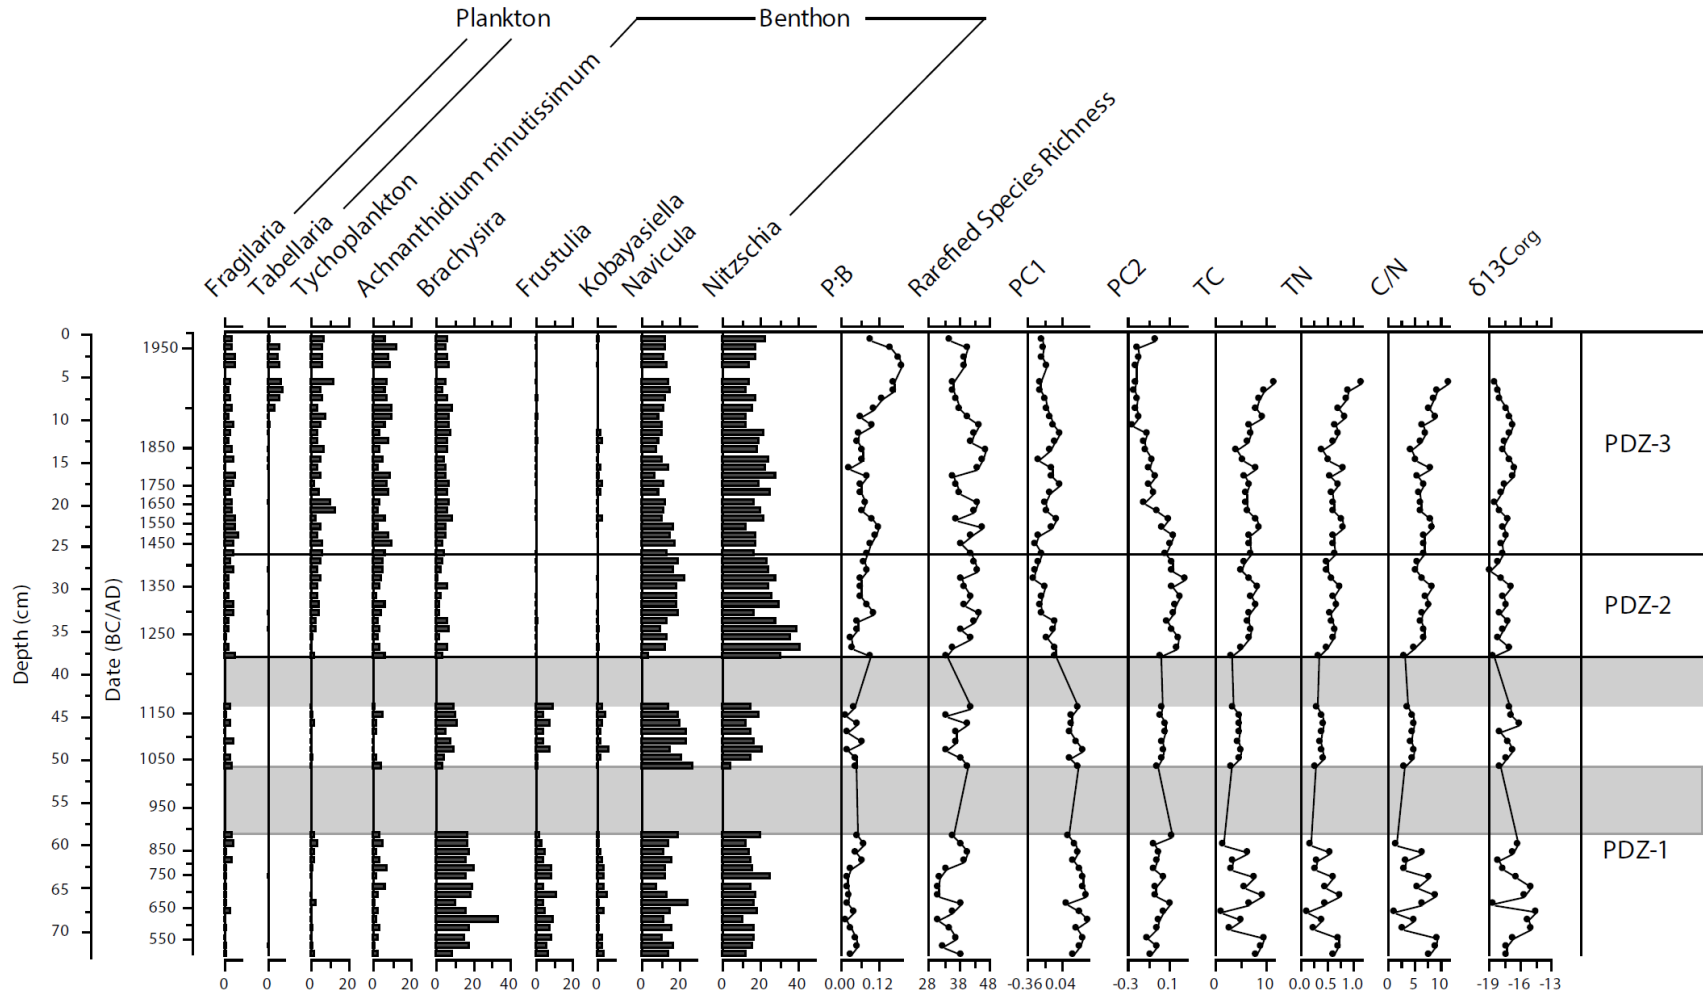 Plankton
Benthon
Fragilaria
Tabellaria
Tychoplankton
Achnanthidium minutissimum
Brachysira
Frustulia
Kobayasiella
Navicula
Nitzschia
P:B
Rarefied Species Richness
PC1
PC2
TC
TN
C/N
δ13Corg
Depth (cm)
0
5
10
15
20
25
30
35
40
45
50
55
60
65
70
Date (BC/AD)
1950
1850
1750
1650
1550
1450
1350
1250
1150
1050
950
850
750
650
550
PDZ-3
PDZ-2
PDZ-1
0 0 0 20 0 20 0 20 40 0 20 0 0 20 0 20 40 0.00 0.12 28 38 48 -0.36 0.04 -0.3 0.1 0 10 0.0 0.5 1.0 0 5 10 -19 -16 -13